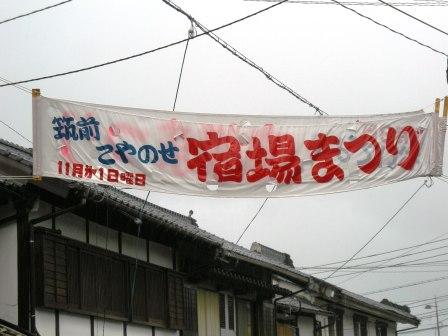 筑前
こやのせ
宿場まつり
11月第1日曜日